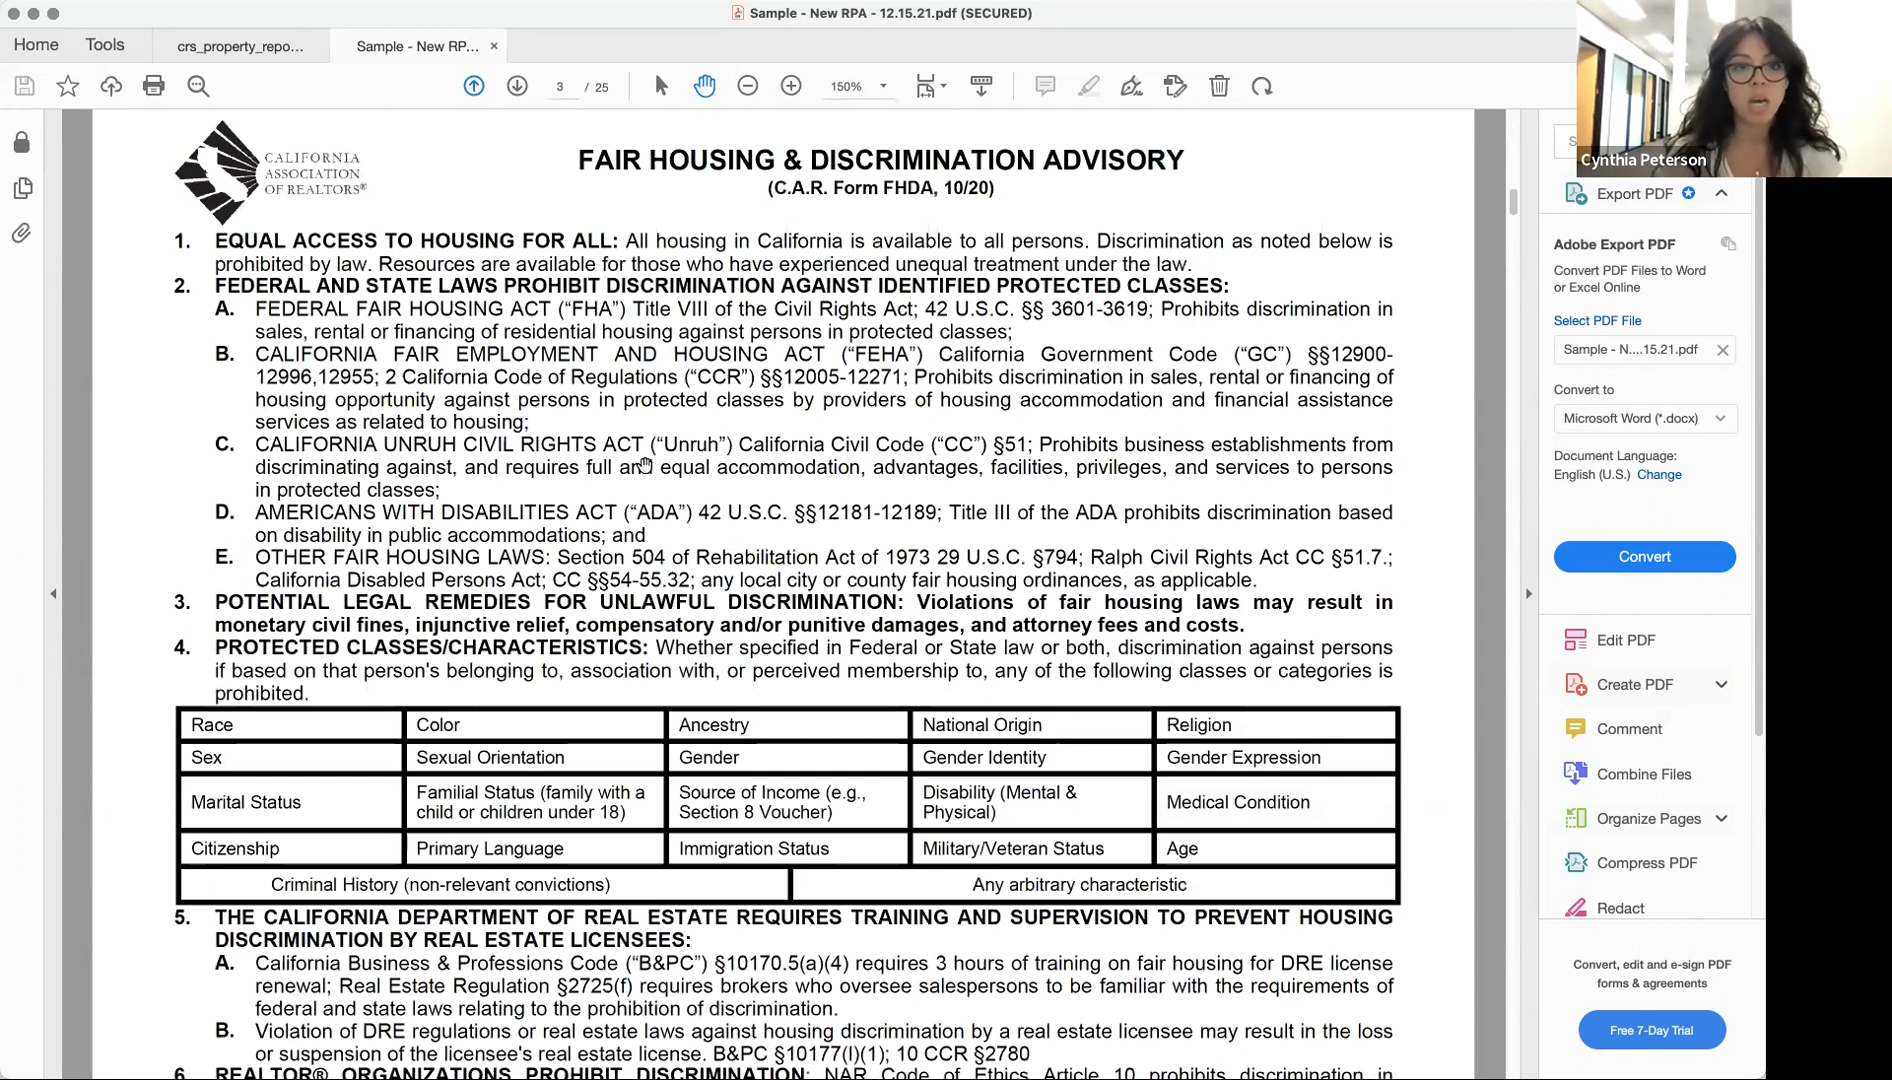 Sample - New RPA - 12.15.21.pdf (SECURED)
Home
Tools
crs_property_repo...
Sample - New RP...
×
3 / 25
150%
Cynthia Peterson
CALIFORNIA
ASSOCIATION
OF REALTORS®
FAIR HOUSING & DISCRIMINATION ADVISORY
(C.A.R. Form FHDA, 10/20)
1. EQUAL ACCESS TO HOUSING FOR ALL: All housing in California is available to all persons. Discrimination as noted below is
prohibited by law. Resources are available for those who have experienced unequal treatment under the law.
2. FEDERAL AND STATE LAWS PROHIBIT DISCRIMINATION AGAINST IDENTIFIED PROTECTED CLASSES:
A. FEDERAL FAIR HOUSING ACT (“FHA”) Title VIII of the Civil Rights Act; 42 U.S.C. §§ 3601-3619; Prohibits discrimination in
sales, rental or financing of residential housing against persons in protected classes;
B. CALIFORNIA FAIR EMPLOYMENT AND HOUSING ACT (“FEHA”) California Government Code (“GC”) §§12900-
12996,12955; 2 California Code of Regulations (“CCR”) §§12005-12271; Prohibits discrimination in sales, rental or financing of
housing opportunity against persons in protected classes by providers of housing accommodation and financial assistance
services as related to housing;
C. CALIFORNIA UNRUH CIVIL RIGHTS ACT (“Unruh”) California Civil Code (“CC”) §51; Prohibits business establishments from
discriminating against, and requires full and equal accommodation, advantages, facilities, privileges, and services to persons
in protected classes;
D. AMERICANS WITH DISABILITIES ACT (“ADA”) 42 U.S.C. §§12181-12189; Title III of the ADA prohibits discrimination based
on disability in public accommodations; and
E. OTHER FAIR HOUSING LAWS: Section 504 of Rehabilitation Act of 1973 29 U.S.C. §794; Ralph Civil Rights Act CC §51.7.;
California Disabled Persons Act; CC §§54-55.32; any local city or county fair housing ordinances, as applicable.
3. POTENTIAL LEGAL REMEDIES FOR UNLAWFUL DISCRIMINATION: Violations of fair housing laws may result in
monetary civil fines, injunctive relief, compensatory and/or punitive damages, and attorney fees and costs.
4. PROTECTED CLASSES/CHARACTERISTICS: Whether specified in Federal or State law or both, discrimination against persons
if based on that person's belonging to, association with, or perceived membership to, any of the following classes or categories is
prohibited.
Race Color Ancestry National Origin Religion
Sex Sexual Orientation Gender Gender Identity Gender Expression
Marital Status Familial Status (family with a child or children under 18) Source of Income (e.g., Section 8 Voucher) Disability (Mental & Physical) Medical Condition
Citizenship Primary Language Immigration Status Military/Veteran Status Age
Criminal History (non-relevant convictions) Any arbitrary characteristic
5. THE CALIFORNIA DEPARTMENT OF REAL ESTATE REQUIRES TRAINING AND SUPERVISION TO PREVENT HOUSING
DISCRIMINATION BY REAL ESTATE LICENSEES:
A. California Business & Professions Code (“B&PC”) §10170.5(a)(4) requires 3 hours of training on fair housing for DRE license
renewal; Real Estate Regulation §2725(f) requires brokers who oversee salespersons to be familiar with the requirements of
federal and state laws relating to the prohibition of discrimination.
B. Violation of DRE regulations or real estate laws against housing discrimination by a real estate licensee may result in the loss
or suspension of the licensee's real estate license. B&PC §10177(l)(1); 10 CCR §2780
6. REALTOR® ORGANIZATIONS PROHIBIT DISCRIMINATION: NAR Code of Ethics Article 10 prohibits discrimination in
S
Export PDF
Adobe Export PDF
Convert PDF Files to Word
or Excel Online
Select PDF File
Sample - N....15.21.pdf
Convert to
Microsoft Word (*.docx)
Document Language:
English (U.S.) Change
Convert
Edit PDF
Create PDF
Comment
Combine Files
Organize Pages
Compress PDF
Redact
Convert, edit and e-sign PDF
forms & agreements
Free 7-Day Trial